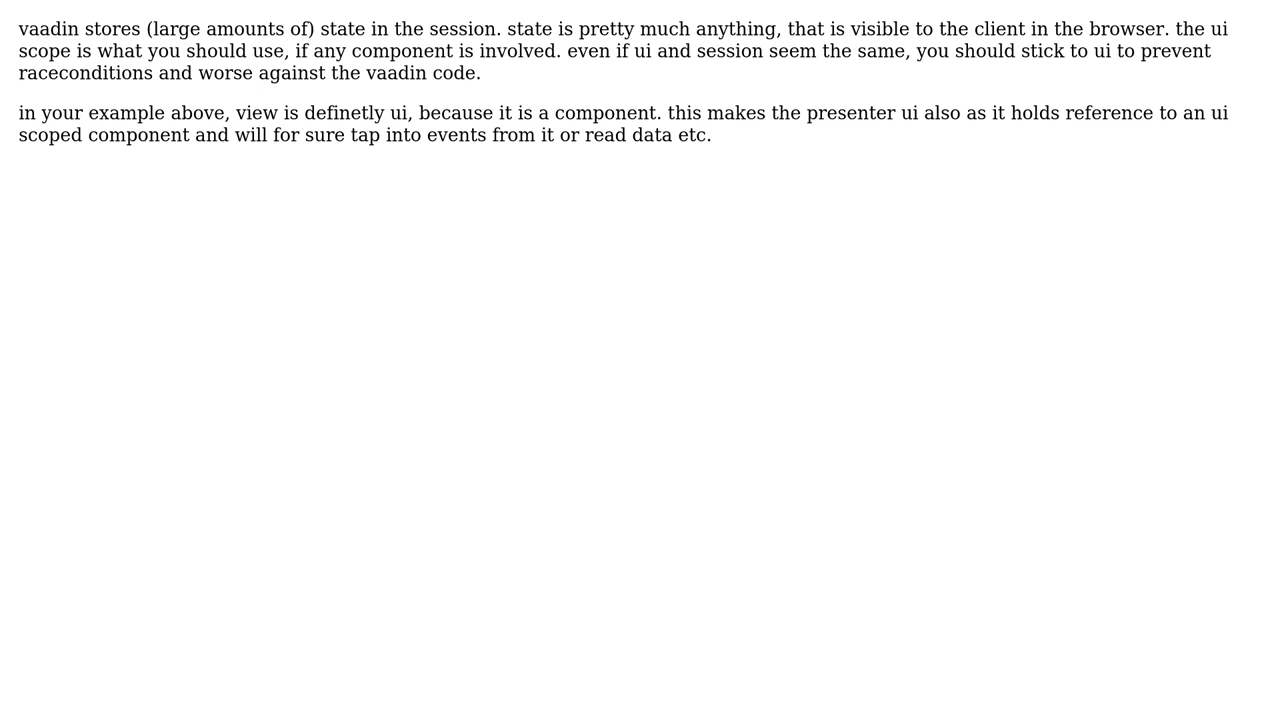 vaadin stores (large amounts of) state in the session. state is pretty much anything, that is visible to the client in the browser. the ui
scope is what you should use, if any component is involved. even if ui and session seem the same, you should stick to ui to prevent
raceconditions and worse against the vaadin code.
in your example above, view is definetly ui, because it is a component. this makes the presenter ui also as it holds reference to an ui
scoped component and will for sure tap into events from it or read data etc.